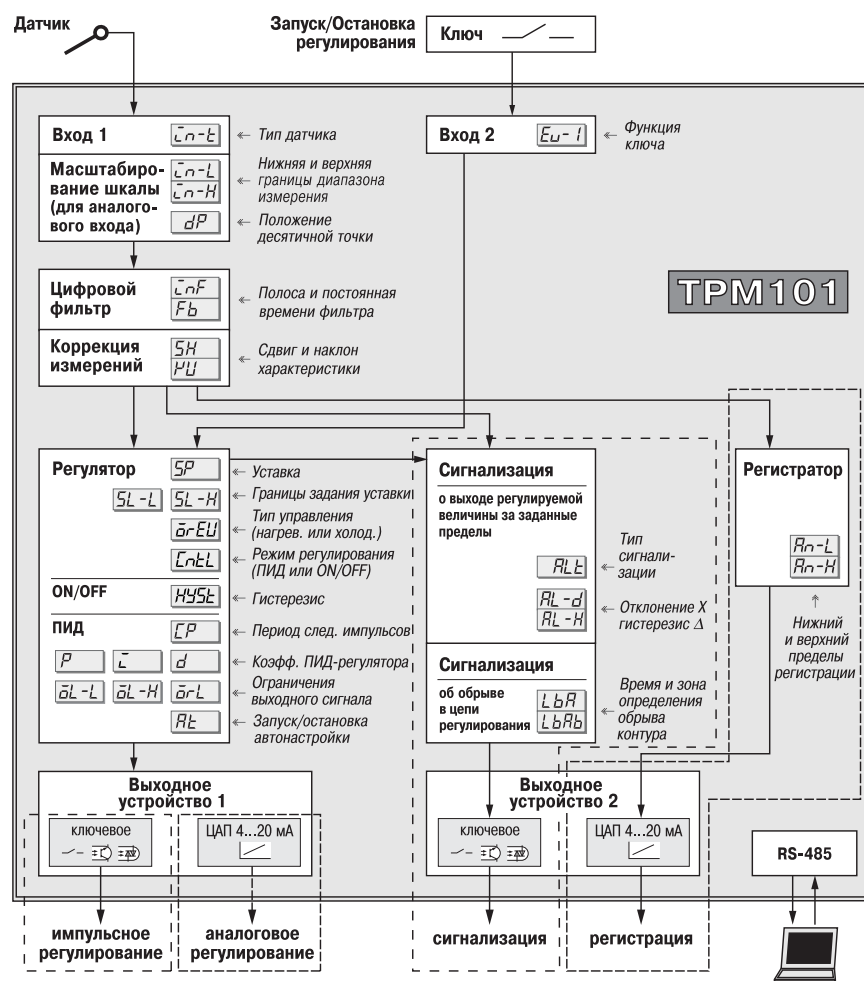 Датчик
Запуск/Остановка
регулирования
Ключ
Вход 1
in-t
Тип датчика
Масштабиро-
вание шкалы
(для аналого-
вого входа)
in-L
in-H
Нижняя и верхняя
границы диапазона
измерения
dP
Положение
десятичной точки
Вход 2
Eu-1
Функция
ключа
ТРМ101
Цифровой
фильтр
inF
Fb
Полоса и постоянная
времени фильтра
Коррекция
измерений
SH
KU
Сдвиг и наклон
характеристики
Регулятор
SP
Уставка
SL-L
SL-H
Границы задания уставки
orEU
Тип управления
(нагрев. или холод.)
CntL
Режим регулирования
(ПИД или ON/OFF)
ON/OFF
HYSt
Гистерезис
ПИД
CP
Период след. импульсов
P
i
d
Коэфф. ПИД-регулятора
oL-L
oL-H
orL
Ограничения
выходного сигнала
At
Запуск/остановка
автонастройки
Сигнализация
о выходе регулируемой
величины за заданные
пределы
ALt
Тип
сигнали-
зации
AL-d
AL-H
Отклонение X
гистерезис Δ
Сигнализация
об обрыве
в цепи
регулирования
LbA
LbAb
Время и зона
определения
обрыва
контура
Регистратор
An-L
An-H
Нижний
и верхний
пределы
регистрации
Выходное
устройство 1
ключевое
ЦАП 4...20 мА
Выходное
устройство 2
ключевое
ЦАП 4...20 мА
RS-485
импульсное
регулирование
аналоговое
регулирование
сигнализация
регистрация